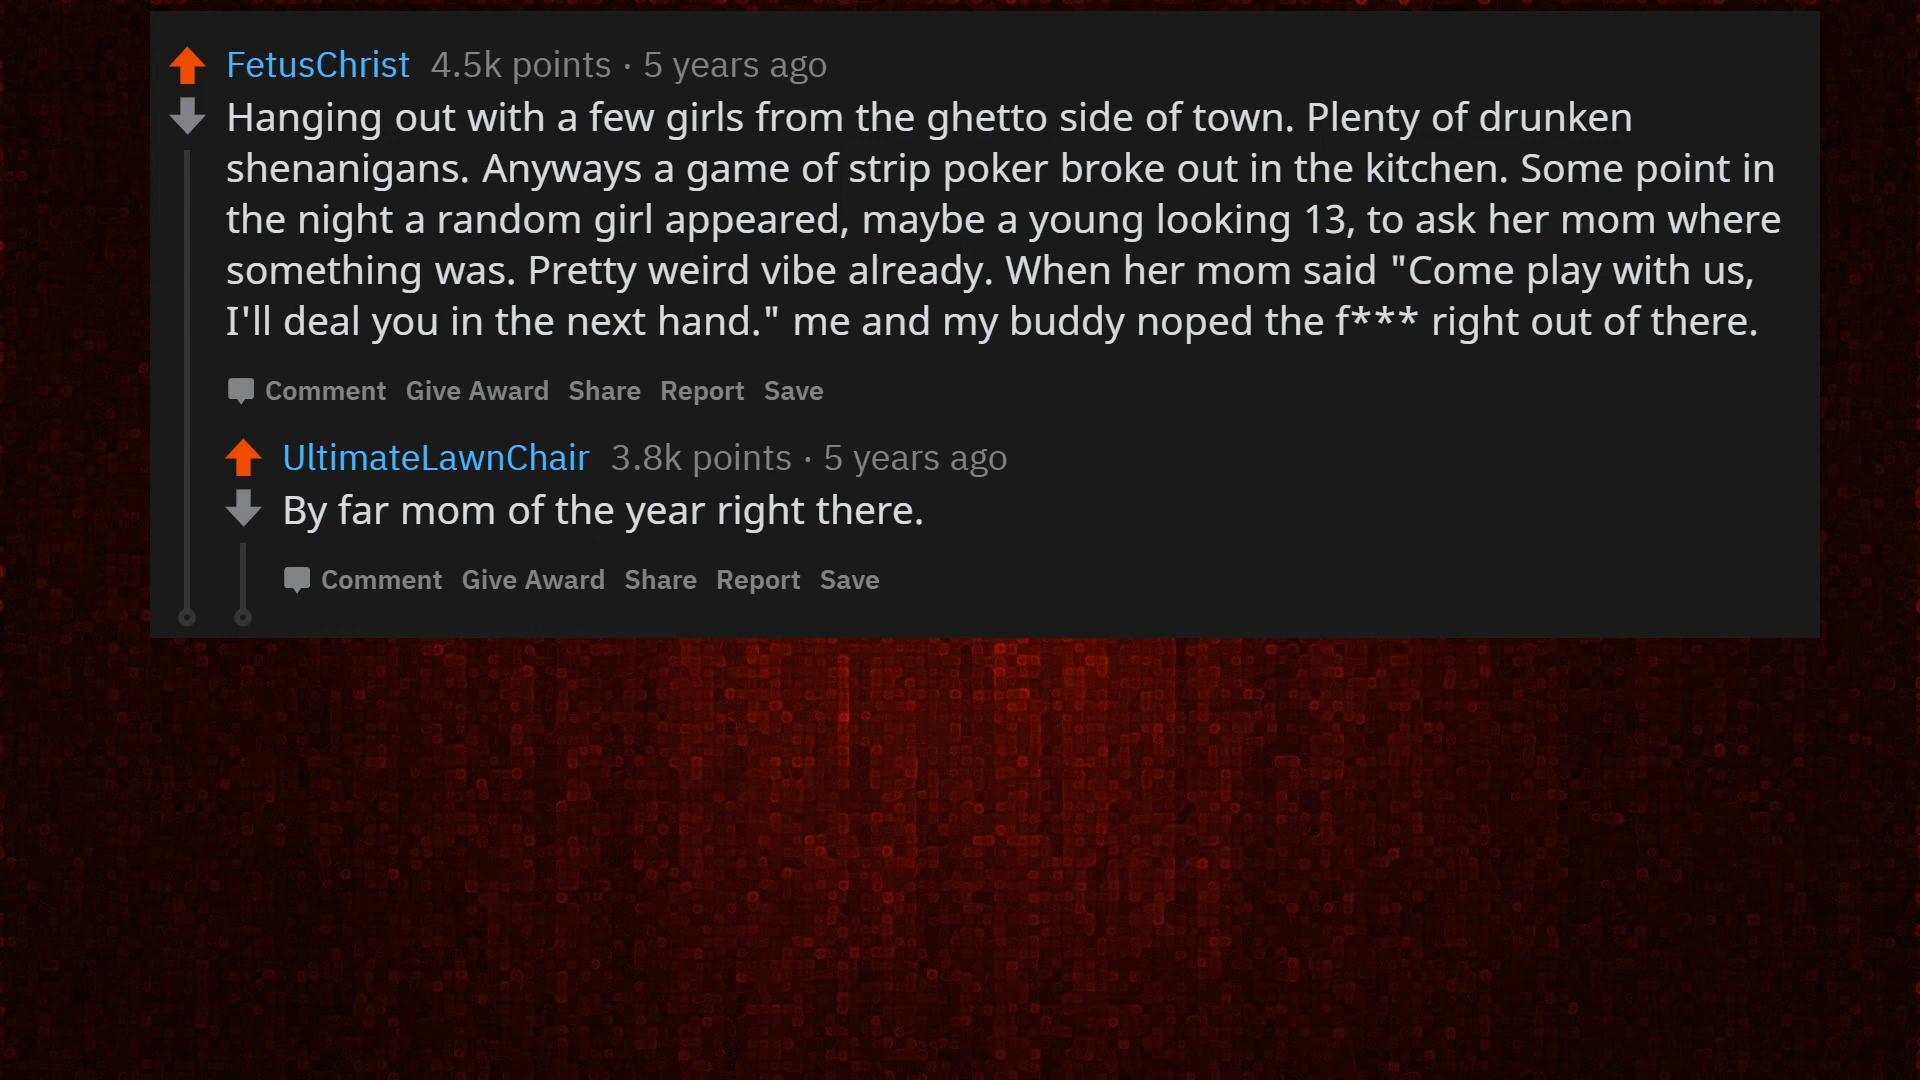 FetusChrist 4.5k points · 5 years ago
Hanging out with a few girls from the ghetto side of town. Plenty of drunken
shenanigans. Anyways a game of strip poker broke out in the kitchen. Some point in
the night a random girl appeared, maybe a young looking 13, to ask her mom where
something was. Pretty weird vibe already. When her mom said "Come play with us,
I'll deal you in the next hand." me and my buddy noped the f*** right out of there.
Comment Give Award Share Report Save
UltimateLawnChair 3.8k points · 5 years ago
By far mom of the year right there.
Comment Give Award Share Report Save